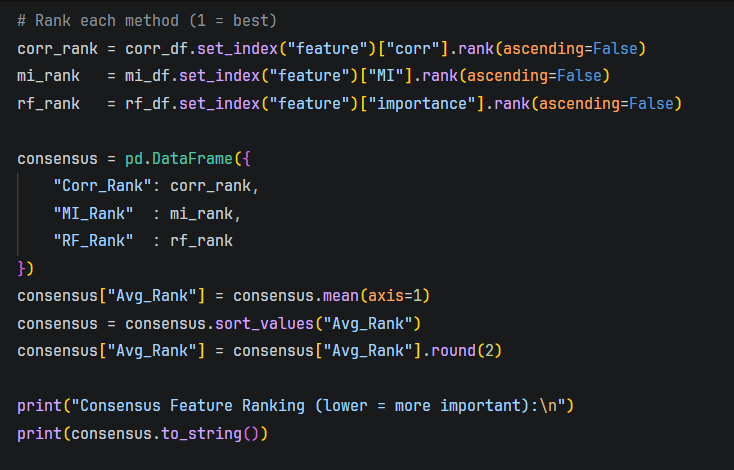 # Rank each method (1 = best)
corr_rank = corr_df.set_index("feature")["corr"].rank(ascending=False)
mi_rank   = mi_df.set_index("feature")["MI"].rank(ascending=False)
rf_rank   = rf_df.set_index("feature")["importance"].rank(ascending=False)

consensus = pd.DataFrame({
    "Corr_Rank": corr_rank,
    "MI_Rank"  : mi_rank,
    "RF_Rank"  : rf_rank
})
consensus["Avg_Rank"] = consensus.mean(axis=1)
consensus = consensus.sort_values("Avg_Rank")
consensus["Avg_Rank"] = consensus["Avg_Rank"].round(2)

print("Consensus Feature Ranking (lower = more important):\n")
print(consensus.to_string())